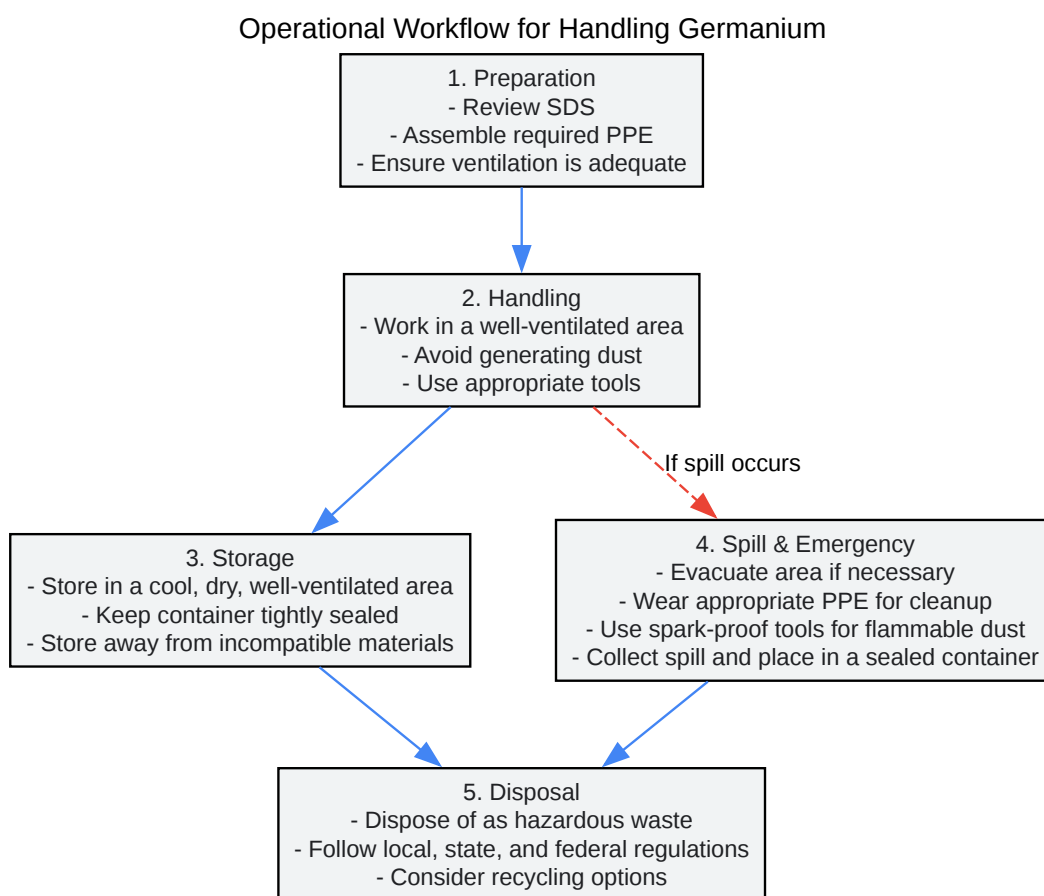 Operational Workflow for Handling Germanium
1. Preparation
- Review SDS
- Assemble required PPE
- Ensure ventilation is adequate
2. Handling
- Work in a well-ventilated area
- Avoid generating dust
- Use appropriate tools
If spill occurs
3. Storage
- Store in a cool, dry, well-ventilated area
- Keep container tightly sealed
- Store away from incompatible materials
4. Spill & Emergency
- Evacuate area if necessary
- Wear appropriate PPE for cleanup
- Use spark-proof tools for flammable dust
- Collect spill and place in a sealed container
5. Disposal
- Dispose of as hazardous waste
- Follow local, state, and federal regulations
- Consider recycling options